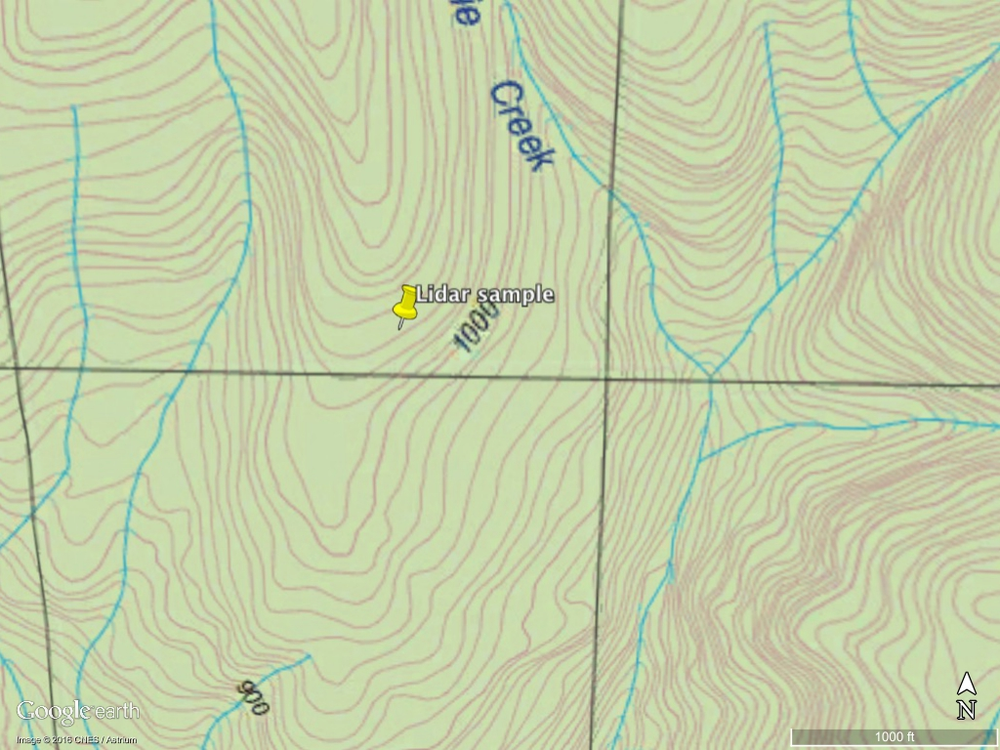 Creek
Lidar sample
1000
900
Google earth
Image © 2016 CNES / Astrium
N
1000 ft